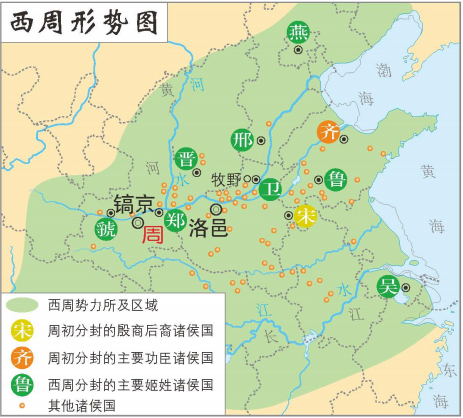 西周形势图
燕
渤
海
黄
河
邢
齐
晋
河
水
牧野
卫
鲁
黄
海
镐京
虢
周
郑
洛邑
宋
吴
江
水
长
江
江
东
海
西周势力所及区域
宋 周初分封的殷商后裔诸侯国
齐 周初分封的主要功臣诸侯国
鲁 西周分封的主要姬姓诸侯国
其他诸侯国